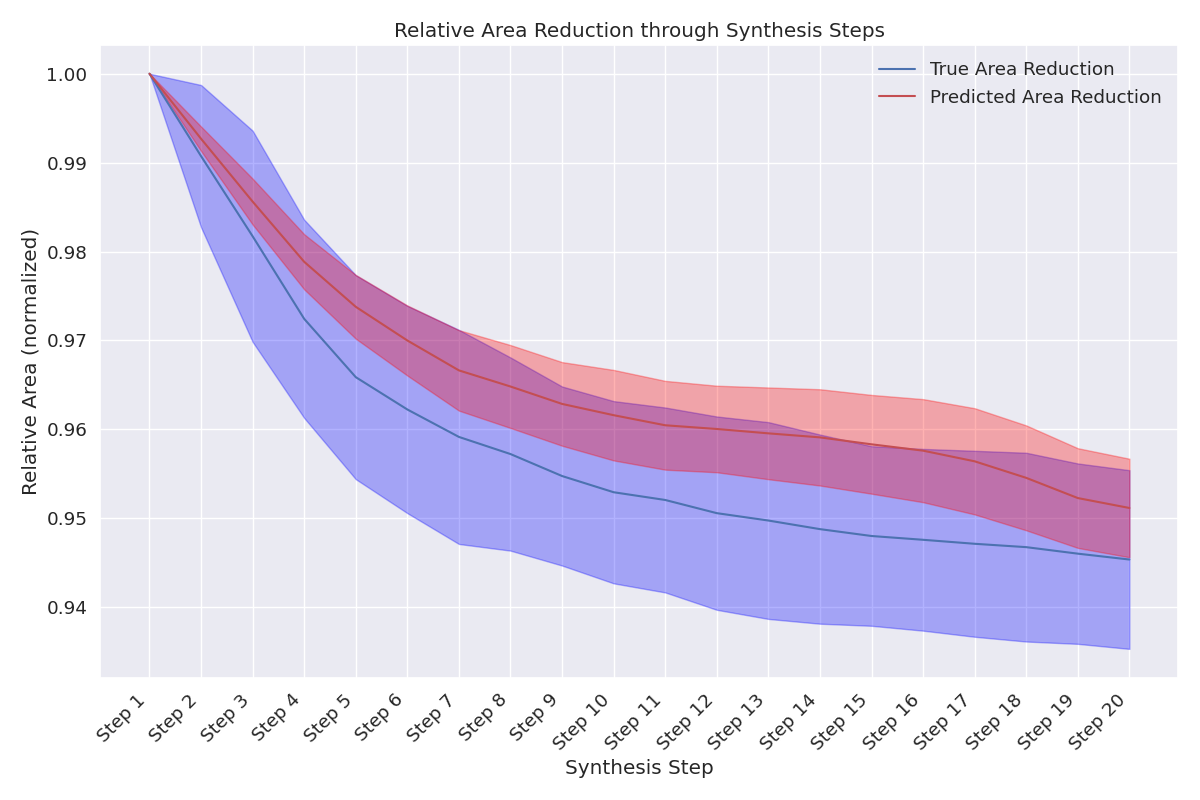 Relative Area Reduction through Synthesis Steps
True Area Reduction
Predicted Area Reduction
Relative Area (normalized)
1.00
0.99
0.98
0.97
0.96
0.95
0.94
Step 1
Step 2
Step 3
Step 4
Step 5
Step 6
Step 7
Step 8
Step 9
Step 10
Step 11
Step 12
Step 13
Step 14
Step 15
Step 16
Step 17
Step 18
Step 19
Step 20
Synthesis Step